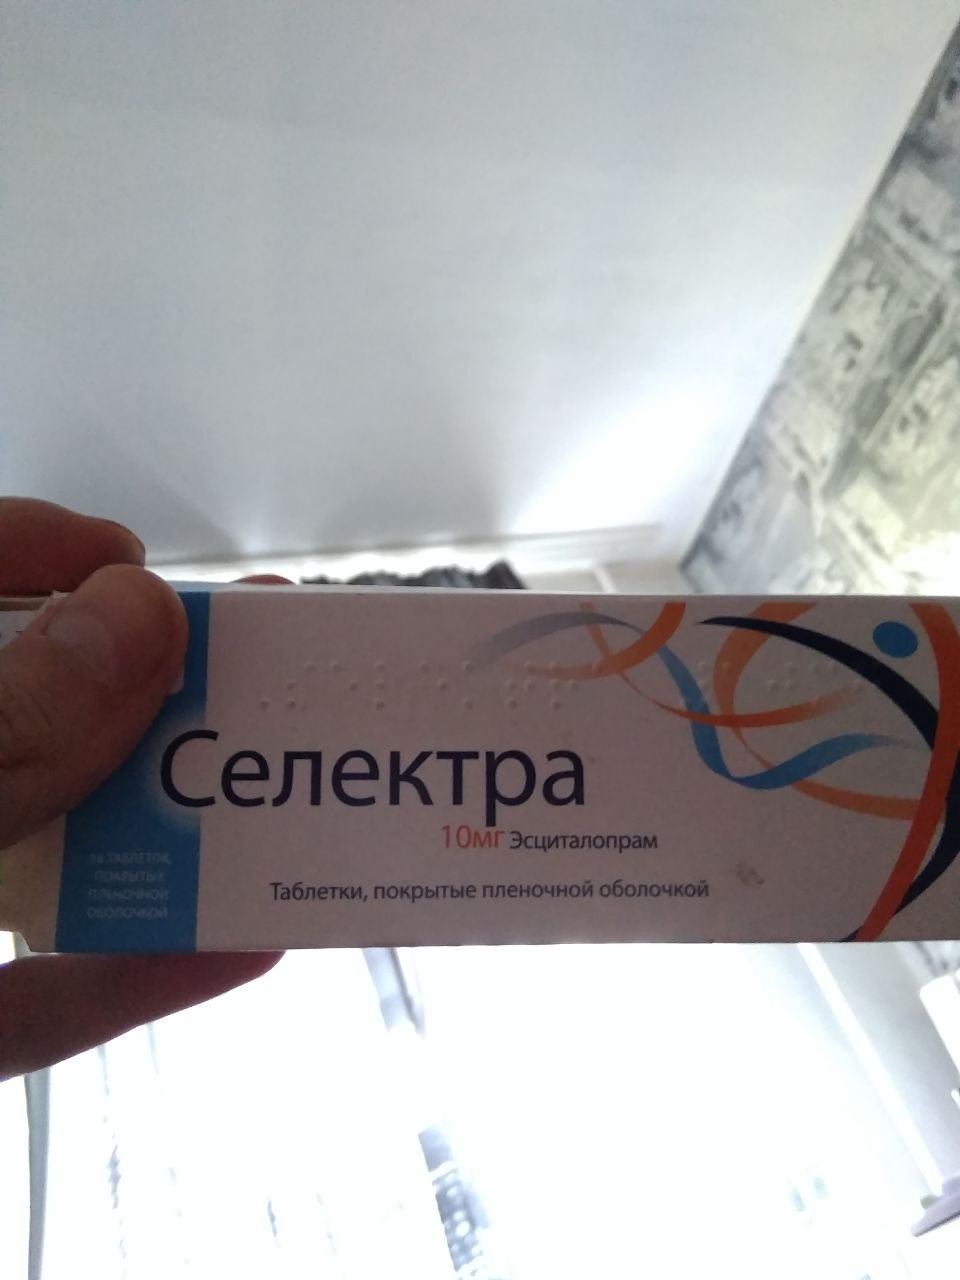 Селектра
10мг Эсциталопрам
Таблетки, покрытые пленочной оболочкой
ТАБЛЕТОК,
ПОКРЫТЫХ
ПЛЕНОЧНОЙ
ОБОЛОЧКОЙ